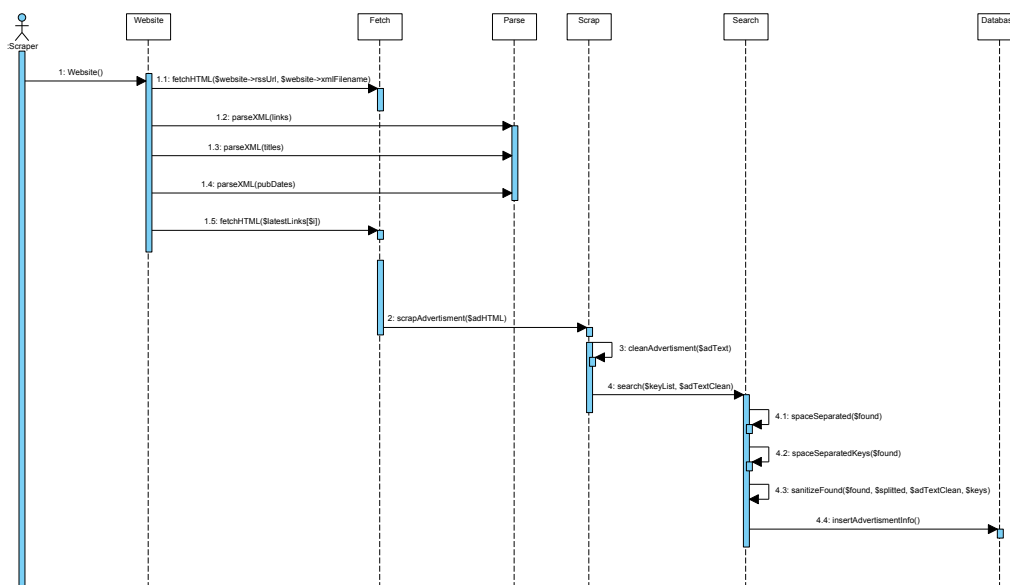 Website
Fetch
Parse
Scrap
Search
Databas
:Scraper
1: Website()
1.1: fetchHTML($website->rssUrl, $website->xmlFilename)
1.2: parseXML(links)
1.3: parseXML(titles)
1.4: parseXML(pubDates)
1.5: fetchHTML($latestLinks[$i])
2: scrapAdvertisment($adHTML)
3: cleanAdvertisment($adText)
4: search($keyList, $adTextClean)
4.1: spaceSeparated($found)
4.2: spaceSeparatedKeys($found)
4.3: sanitizeFound($found, $splitted, $adTextClean, $keys)
4.4: insertAdvertismentInfo()